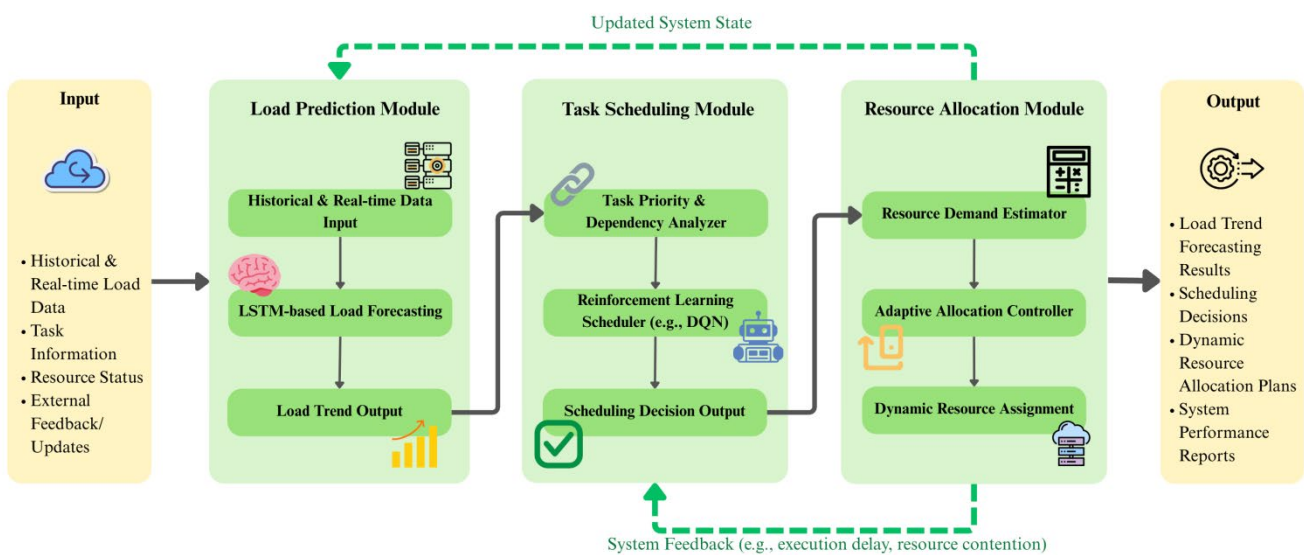 Updated System State
Input
Historical &
Real-time Load
Data
Task
Information
Resource Status
External
Feedback/
Updates
Load Prediction Module
Historical & Real-time Data
Input
LSTM-based Load Forecasting
Load Trend Output
Task Scheduling Module
Task Priority &
Dependency Analyzer
Reinforcement Learning
Scheduler (e.g., DQN)
Scheduling Decision Output
Resource Allocation Module
Resource Demand Estimator
Adaptive Allocation Controller
Dynamic Resource Assignment
Output
Load Trend
Forecasting
Results
Scheduling
Decisions
Dynamic
Resource
Allocation Plans
System
Performance
Reports
System Feedback (e.g., execution delay, resource contention)